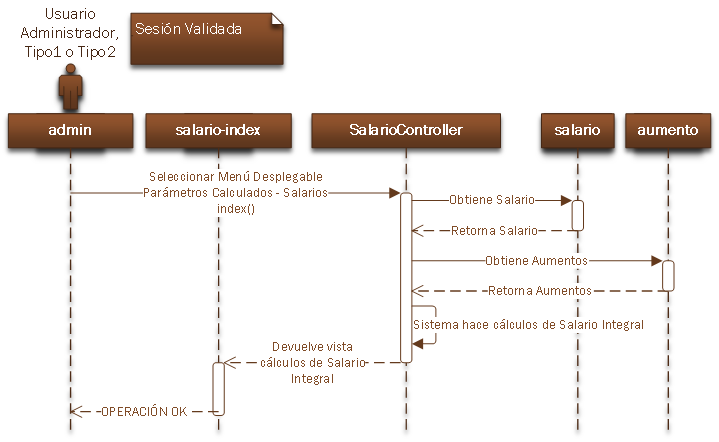 Usuario
Administrador,
Tipo1 o Tipo2
Sesión Validada
admin
salario-index
SalarioController
salario
aumento
Seleccionar Menú Desplegable
Parámetros Calculados - Salarios
index()
Obtiene Salario
Retorna Salario
Obtiene Aumentos
Retorna Aumentos
Sistema hace cálculos de Salario Integral
Devuelve vista
cálculos de Salario
Integral
OPERACIÓN OK